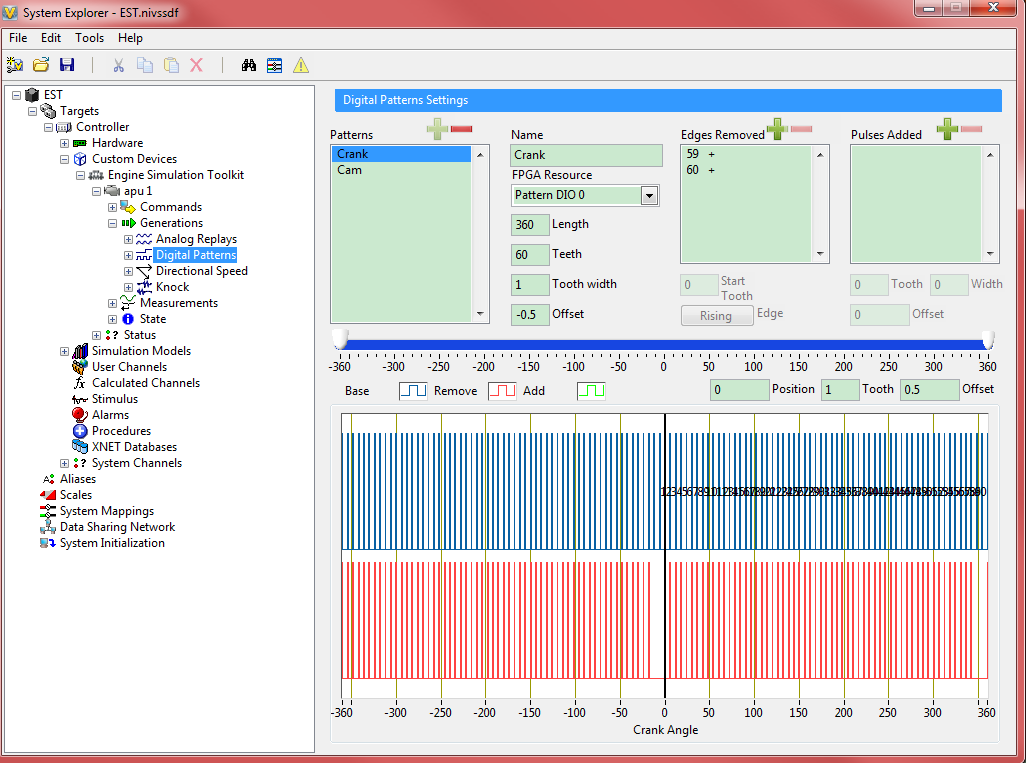 System Explorer - EST.nivssdf
File Edit Tools Help
EST
Targets
Controller
Hardware
Custom Devices
Engine Simulation Toolkit
apu 1
Commands
Generations
Analog Replays
Digital Patterns
Directional Speed
Knock
Measurements
State
Status
Simulation Models
User Channels
Calculated Channels
Stimulus
Alarms
Procedures
XNET Databases
System Channels
Aliases
Scales
System Mappings
Data Sharing Network
System Initialization
Digital Patterns Settings
Patterns
Crank
Cam
Name
Crank
FPGA Resource
Pattern DIO 0
360 Length
60 Teeth
1 Tooth width
-0.5 Offset
Edges Removed
59 +
60 +
0 Start Tooth
Rising Edge
Pulses Added
0 Tooth 0 Width
0 Offset
-360 -300 -250 -200 -150 -100 -50 0 50 100 150 200 250 300 360
Base Remove Add
0 Position 1 Tooth 0.5 Offset
-360 -300 -250 -200 -150 -100 -50 0 50 100 150 200 250 300 360
Crank Angle